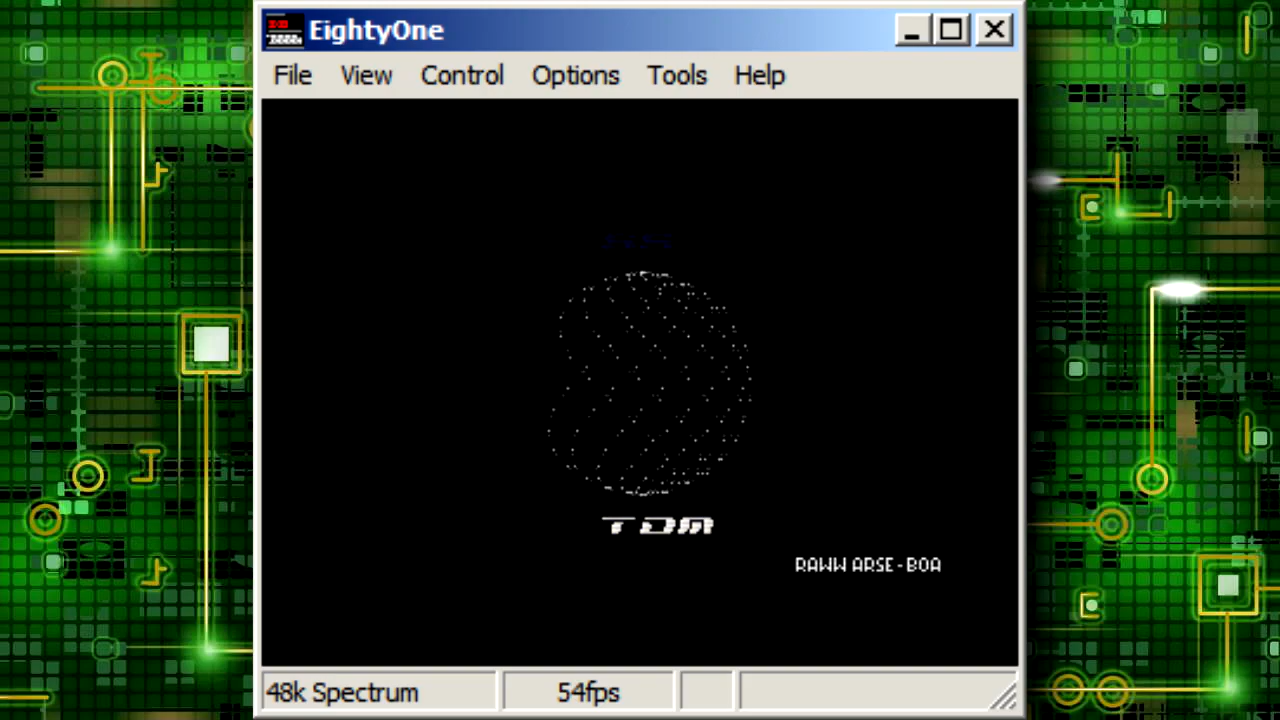 EightyOne
File View Control Options Tools Help
TDM
RAWW ARSE-BOA
48k Spectrum 54fps